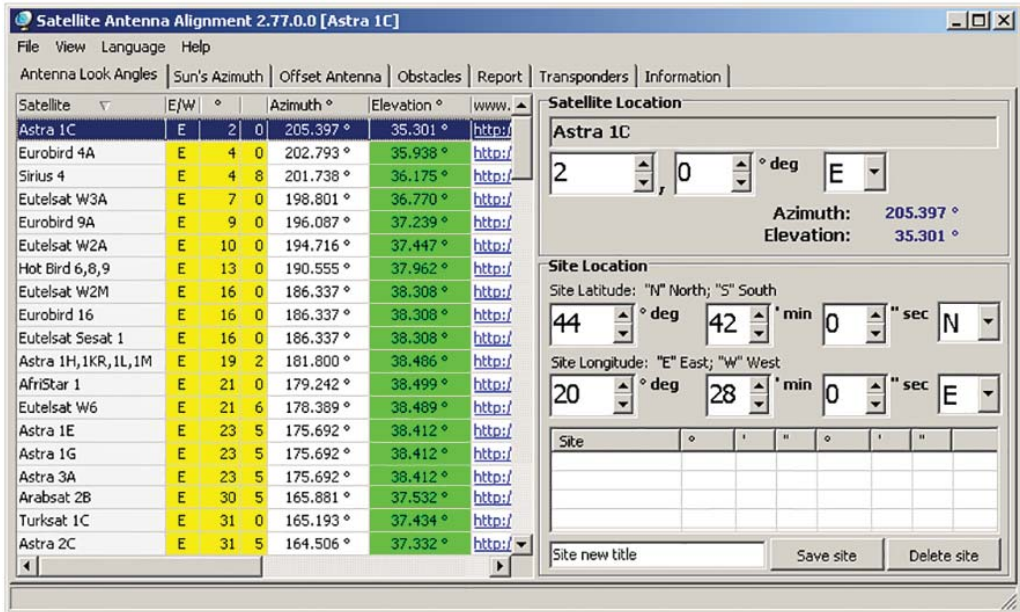 Satellite Antenna Alignment 2.77.0.0 [Astra 1C]
File View Language Help
Antenna Look Angles Sun's Azimuth Offset Antenna Obstacles Report Transponders Information
Satellite E/W ° Azimuth ° Elevation ° www.
Astra 1C E 2 0 205.397 ° 35.301 ° http:/
Eurobird 4A E 4 0 202.793 ° 35.938 ° http:/
Sirius 4 E 4 8 201.738 ° 36.175 ° http:/
Eutelsat W3A E 7 0 198.801 ° 36.770 ° http:/
Eurobird 9A E 9 0 196.087 ° 37.239 ° http:/
Eutelsat W2A E 10 0 194.716 ° 37.447 ° http:/
Hot Bird 6,8,9 E 13 0 190.555 ° 37.962 ° http:/
Eutelsat W2M E 16 0 186.337 ° 38.308 ° http:/
Eurobird 16 E 16 0 186.337 ° 38.308 ° http:/
Eutelsat Sesat 1 E 16 0 186.337 ° 38.308 ° http:/
Astra 1H,1KR,1L,1M E 19 2 181.800 ° 38.486 ° http:/
AfriStar 1 E 21 0 179.242 ° 38.499 ° http:/
Eutelsat W6 E 21 6 178.389 ° 38.489 ° http:/
Astra 1E E 23 5 175.692 ° 38.412 ° http:/
Astra 1G E 23 5 175.692 ° 38.412 ° http:/
Astra 3A E 23 5 175.692 ° 38.412 ° http:/
Arabsat 2B E 30 5 165.881 ° 37.532 ° http:/
Turksat 1C E 31 0 165.193 ° 37.434 ° http:/
Astra 2C E 31 5 164.506 ° 37.332 ° http:/
Satellite Location
Astra 1C
2 , 0 ° deg E
Azimuth: 205.397 °
Elevation: 35.301 °
Site Location
Site Latitude: "N" North; "S" South
44 ° deg 42 ' min 0 " sec N
Site Longitude: "E" East; "W" West
20 ° deg 28 ' min 0 " sec E
Site ° ' " ° ' "
Site new title Save site Delete site